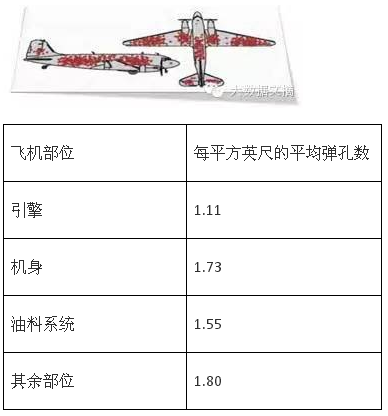 大数据文摘
飞机部位 每平方英尺的平均弹孔数
引擎 1.11
机身 1.73
油料系统 1.55
其余部位 1.80